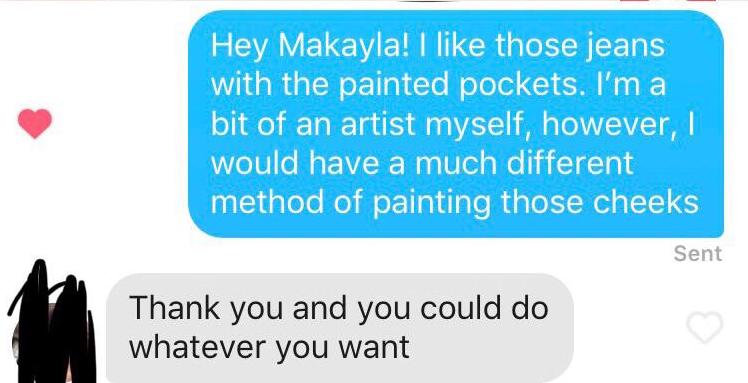 Hey Makayla! I like those jeans
with the painted pockets. I’m a
bit of an artist myself, however, I
would have a much different
method of painting those cheeks
Sent
Thank you and you could do
whatever you want